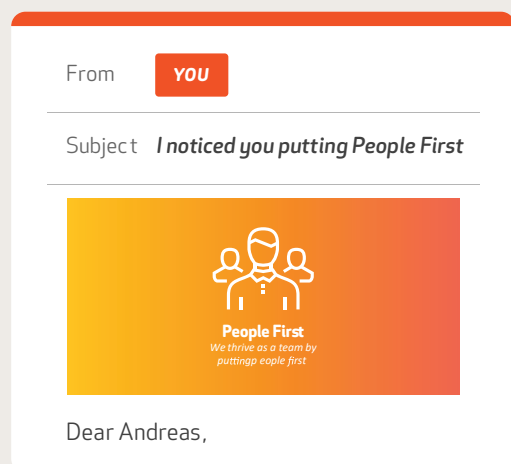 From YOU
Subject I noticed you putting People First
People First
We thrive as a team by
puttingp eople first
Dear Andreas,